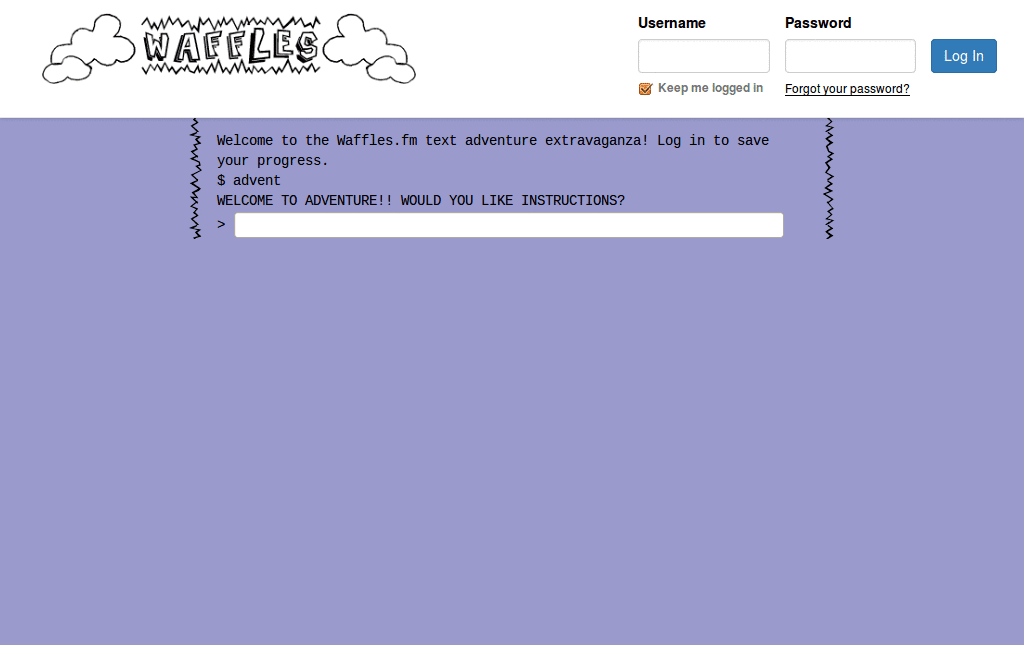 WAFFLES
Username
Password
Log In
Keep me logged in
Forgot your password?
Welcome to the Waffles.fm text adventure extravaganza! Log in to save
your progress.
$ advent
WELCOME TO ADVENTURE!! WOULD YOU LIKE INSTRUCTIONS?
>